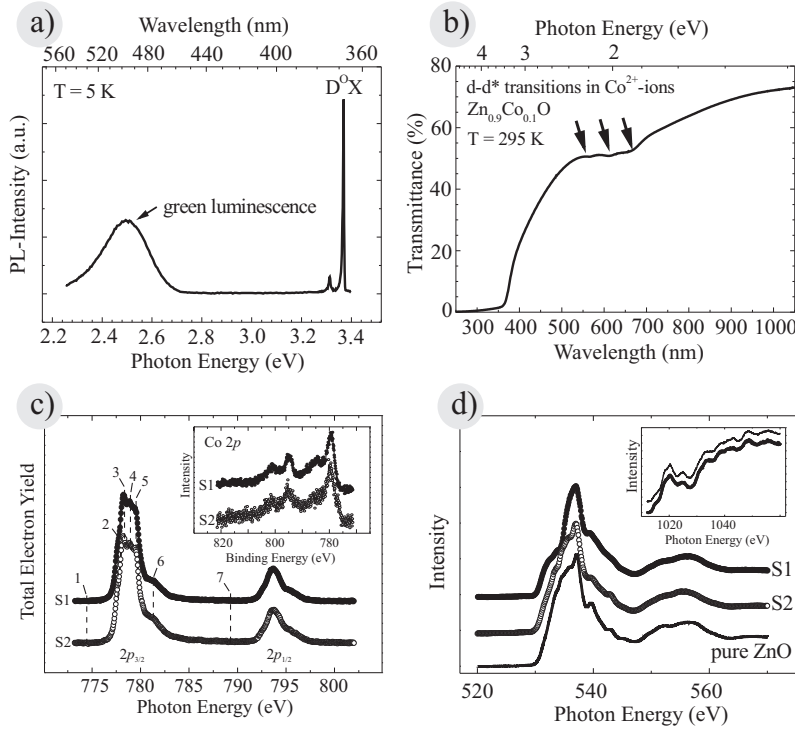 a)
Wavelength (nm)
560 520 480 440 400 360
T = 5 K
D⁰X
green luminescence
PL-Intensity (a.u.)
2.2 2.4 2.6 2.8 3.0 3.2 3.4
Photon Energy (eV)
b)
Photon Energy (eV)
4 3 2
80
60
40
20
0
d-d* transitions in Co²⁺-ions
Zn₀.₉Co₀.₁O
T = 295 K
Transmittance (%)
300 400 500 600 700 800 900 1000
Wavelength (nm)
c)
Total Electron Yield
3 4 5
2
1
6
7
S1
S2
2p₃/₂
2p₁/₂
775 780 785 790 795 800
Photon Energy (eV)
Co 2p
Intensity
S1
S2
820 800 780
Binding Energy (eV)
d)
Intensity
S1
S2
pure ZnO
520 540 560
Photon Energy (eV)
Intensity
1020 1040
Photon Energy (eV)